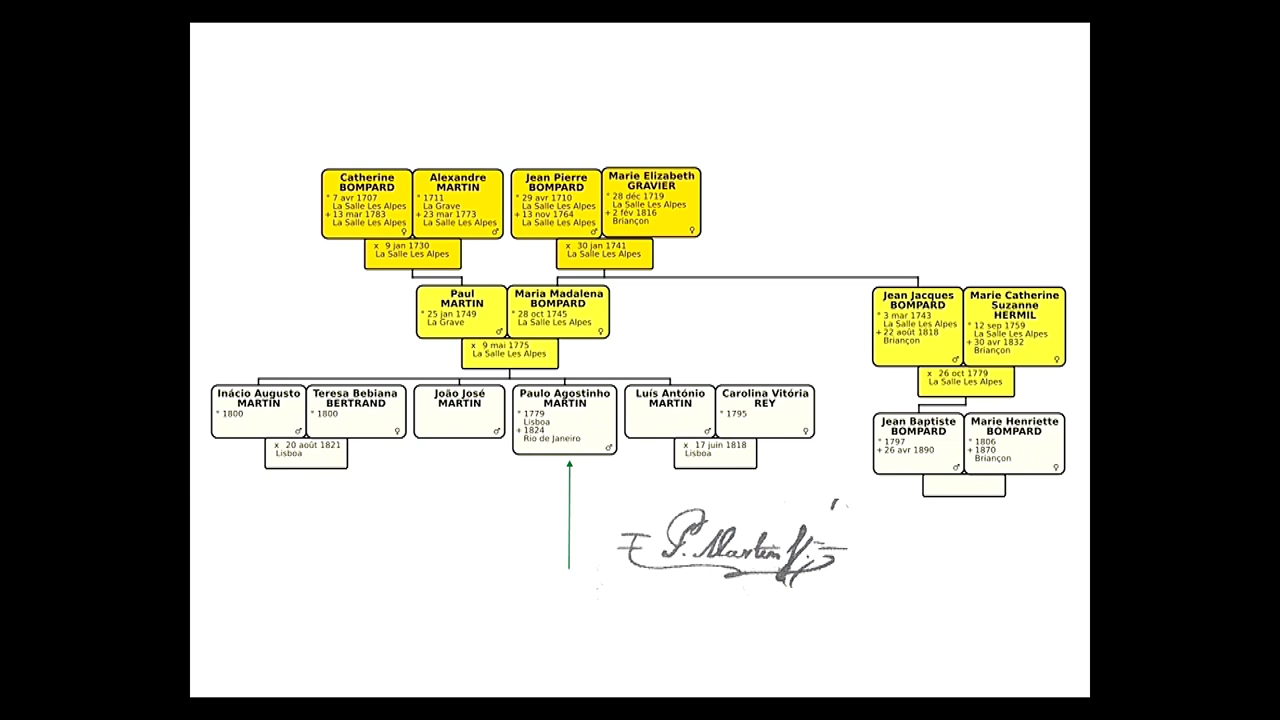 Catherine
BOMPARD
° 7 avr 1707
La Salle Les Alpes
+ 13 mar 1783
La Salle Les Alpes
♀
Alexandre
MARTIN
° 1711
La Grave
+ 23 mar 1773
La Salle Les Alpes
♂
Jean Pierre
BOMPARD
° 29 avr 1710
La Salle Les Alpes
+ 13 nov 1764
La Salle Les Alpes
♂
Marie Elizabeth
GRAVIER
° 28 déc 1719
La Salle Les Alpes
+ 2 fév 1816
Briançon
♀
x 9 jan 1730
La Salle Les Alpes
x 30 jan 1741
La Salle Les Alpes
Paul
MARTIN
° 25 jan 1749
La Grave
♂
Maria Madalena
BOMPARD
° 28 oct 1745
La Salle Les Alpes
♀
Jean Jacques
BOMPARD
° 3 mar 1743
La Salle Les Alpes
+ 22 août 1818
Briançon
♂
Marie Catherine
Suzanne
HERMIL
° 12 sep 1759
La Salle Les Alpes
+ 30 avr 1832
Briançon
♀
x 9 mai 1775
La Salle Les Alpes
x 26 oct 1779
La Salle Les Alpes
Inácio Augusto
MARTIN
° 1800
♂
Teresa Bebiana
BERTRAND
° 1800
♀
João José
MARTIN
♂
Paulo Agostinho
MARTIN
° 1779
Lisboa
+ 1824
Rio de Janeiro
♂
Luís António
MARTIN
♂
Carolina Vitória
REY
° 1795
♀
Jean Baptiste
BOMPARD
° 1797
+ 26 avr 1890
♂
Marie Henriette
BOMPARD
° 1806
+ 1870
Briançon
♀
x 20 août 1821
Lisboa
x 17 juin 1818
Lisboa
P. Martin